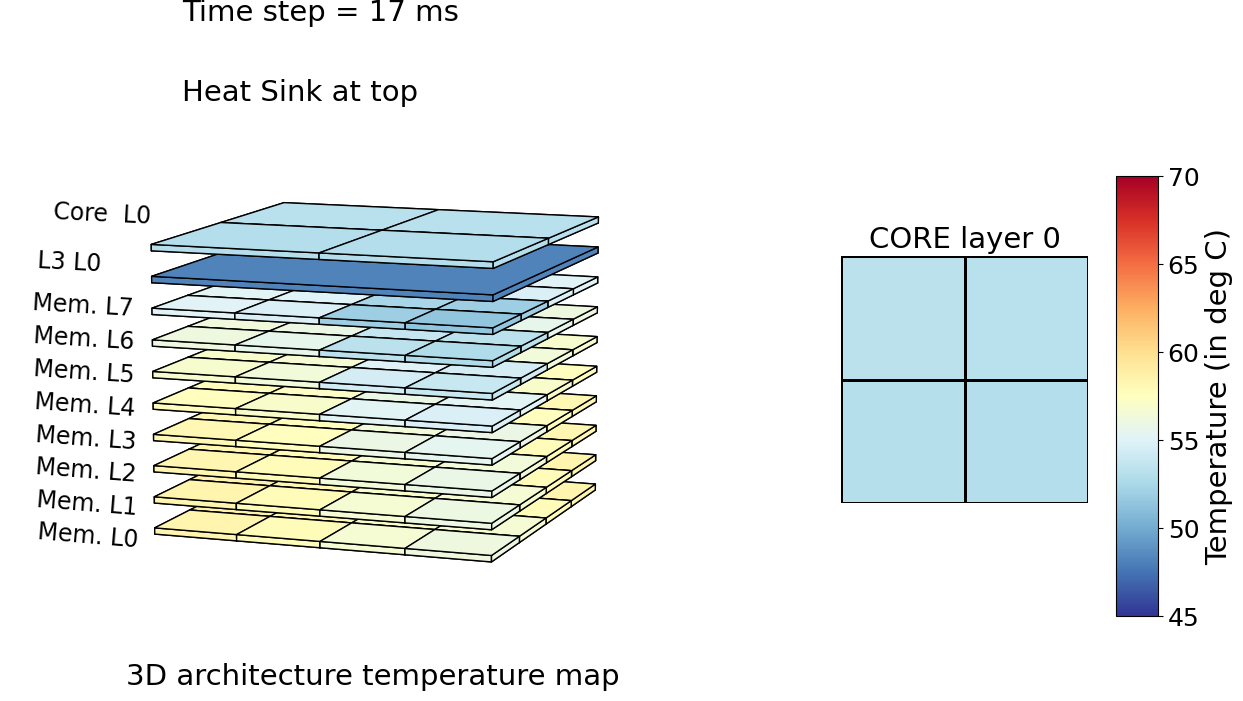 Time step = 17 ms
Heat Sink at top
Core  L0
L3 L0
Mem. L7
Mem. L6
Mem. L5
Mem. L4
Mem. L3
Mem. L2
Mem. L1
Mem. L0
3D architecture temperature map
CORE layer 0
70
65
60
55
50
45
Temperature (in deg C)